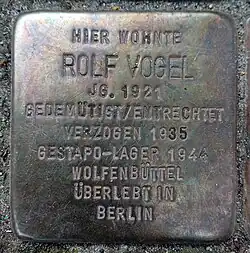 HIER WOHNTE
ROLF VOGEL
JG. 1921
GEDEMÜTIGT/ENTRECHTET
VERZOGEN 1935
GESTAPO-LAGER 1944
WOLFENBÜTTEL
ÜBERLEBT IN
BERLIN